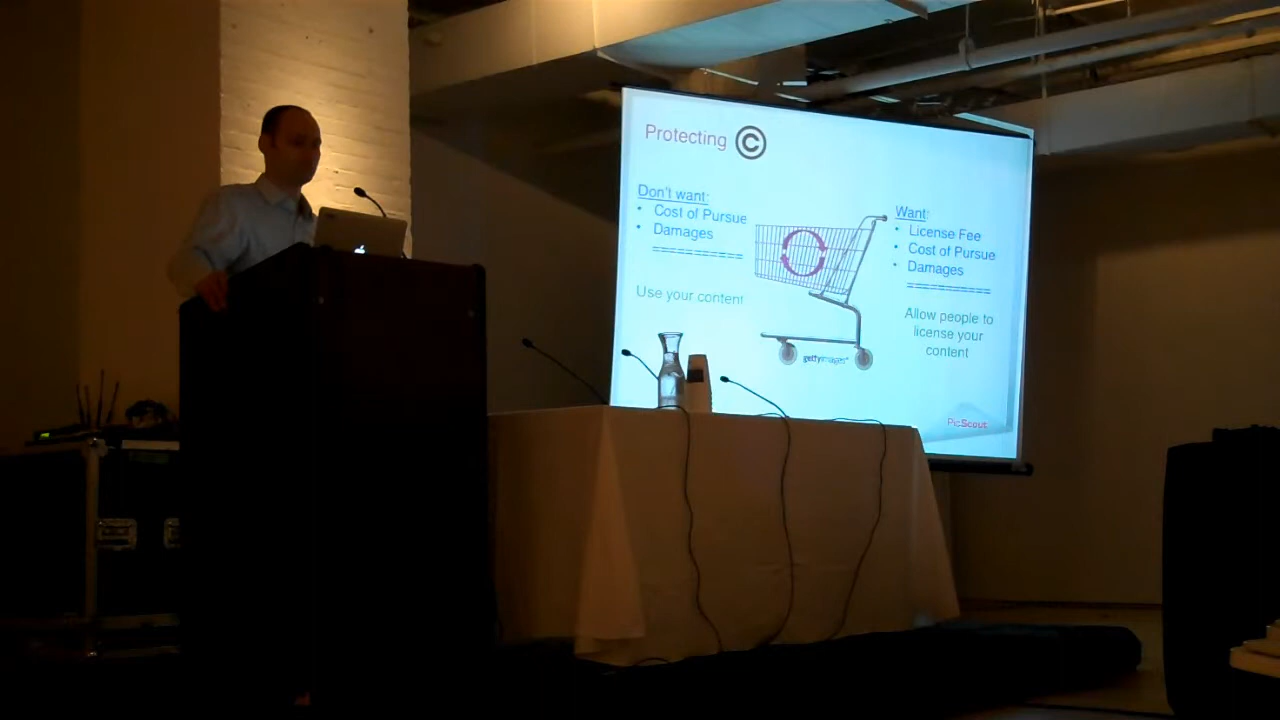 Protecting ©
Don't want:
• Cost of Pursue
• Damages
==============
Use your content
gettyimages
Want:
• License Fee
• Cost of Pursue
• Damages
=============
Allow people to
license your
content
PicScout